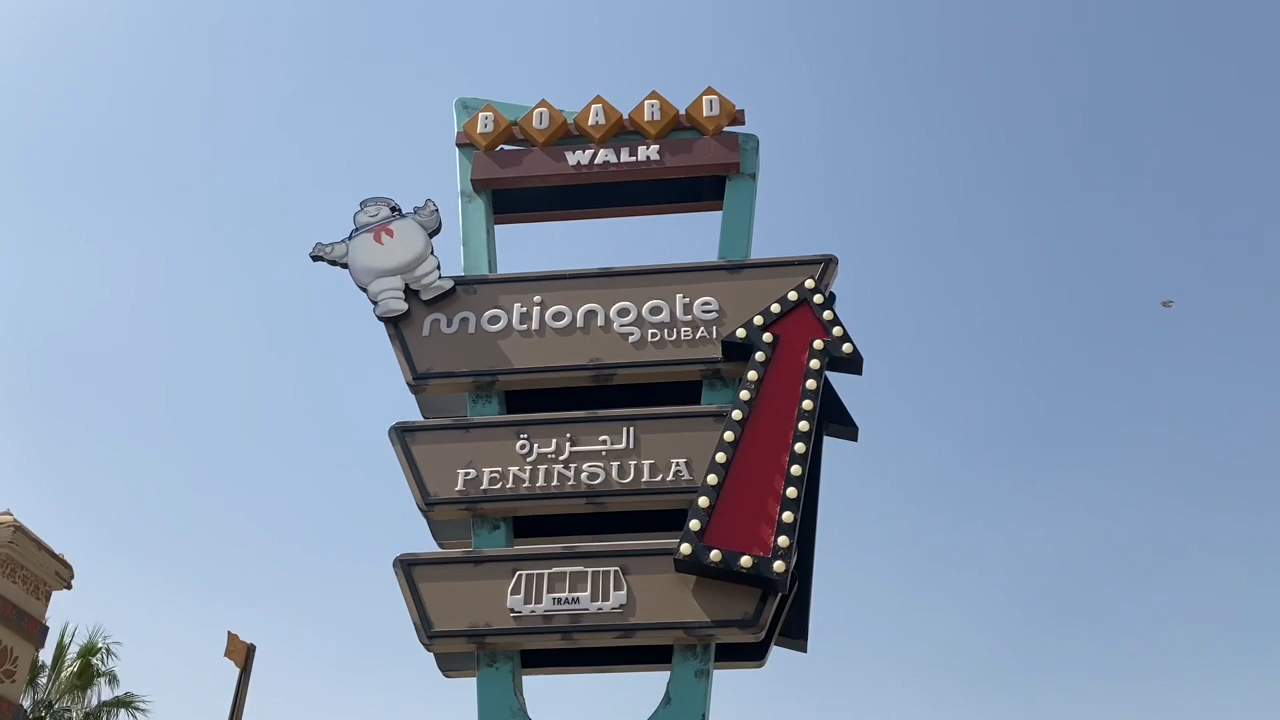 BOARD
WALK
motiongate
DUBAI
الجزيرة
PENINSULA
TRAM